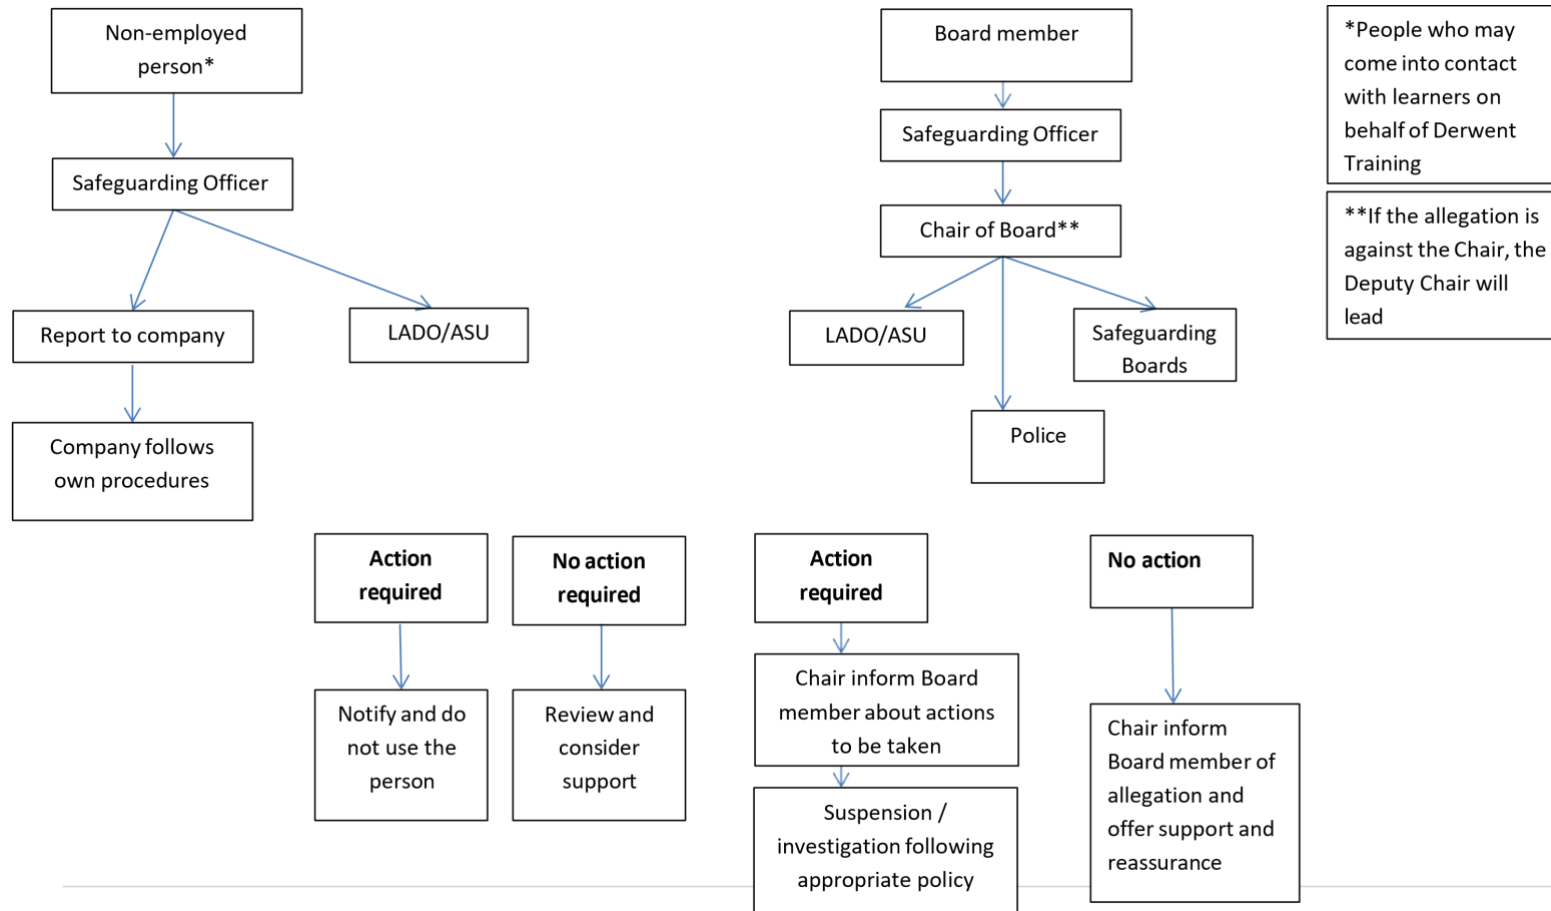 Non-employed
person*
Safeguarding Officer
Report to company
LADO/ASU
Company follows
own procedures
Board member
Safeguarding Officer
Chair of Board**
LADO/ASU
Safeguarding
Boards
Police
*People who may
come into contact
with learners on
behalf of Derwent
Training
**If the allegation is
against the Chair, the
Deputy Chair will
lead
Action
required
Notify and do
not use the
person
No action
required
Review and
consider
support
Action
required
Chair inform Board
member about actions
to be taken
Suspension /
investigation following
appropriate policy
No action
Chair inform
Board member of
allegation and
offer support and
reassurance